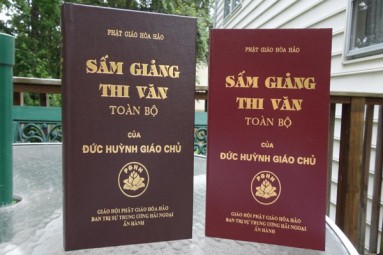 PHẬT GIÁO HÒA HẢO
SẤM GIẢNG
THI VĂN
TOÀN BỘ
CỦA
ĐỨC HUỲNH GIÁO CHỦ
PGHH
GIÁO HỘI PHẬT GIÁO HÒA HẢO
BAN TRỊ SỰ TRUNG ƯƠNG HẢI NGOẠI
ẤN HÀNH
PHẬT GIÁO HÒA HẢO
SẤM GIẢNG
THI VĂN
TOÀN BỘ
CỦA
ĐỨC HUỲNH GIÁO CHỦ
PGHH
GIÁO HỘI PHẬT GIÁO HÒA HẢO
BAN TRỊ SỰ TRUNG ƯƠNG HẢI NGOẠI
ẤN HÀNH